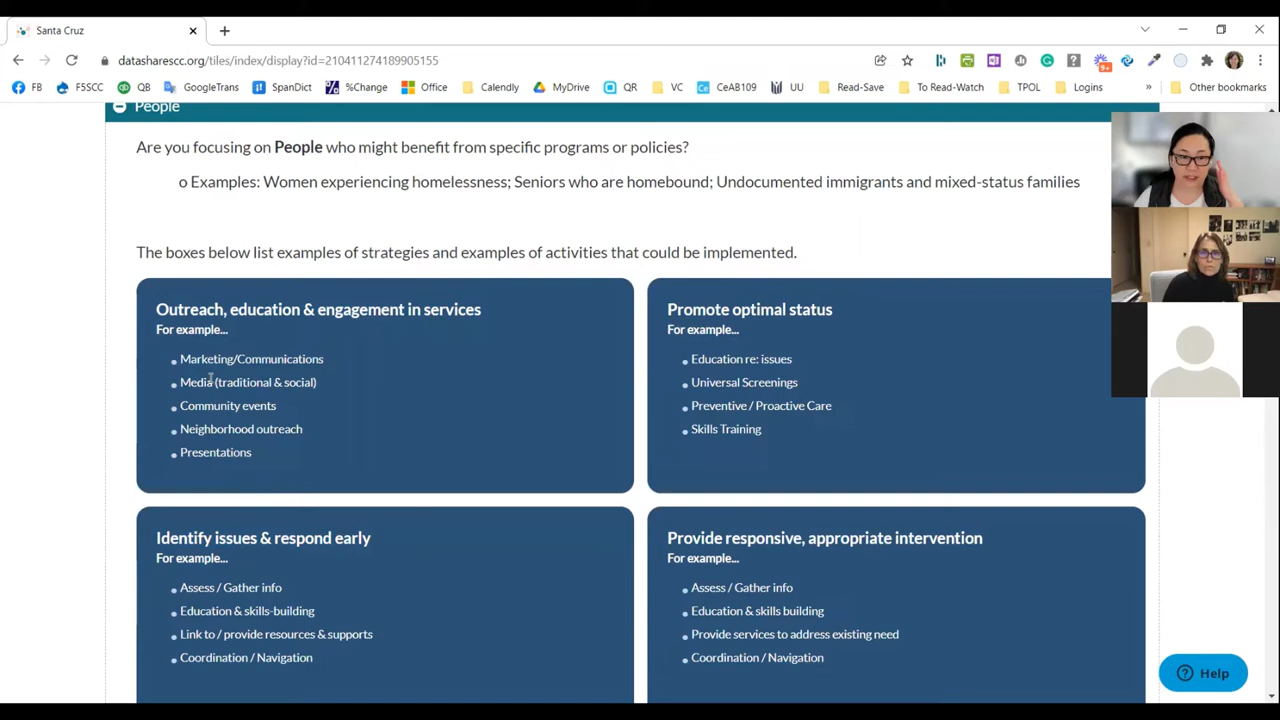 Santa Cruz
datasharescc.org/tiles/index/display?id=210411274189905155
FB F5SCC QB GoogleTrans SpanDict %Change Office Calendly MyDrive QR VC CeAB109 UU Read-Save To Read-Watch TPOL Logins » Other bookmarks
9+
People
Are you focusing on People who might benefit from specific programs or policies?
o Examples: Women experiencing homelessness; Seniors who are homebound; Undocumented immigrants and mixed-status families
The boxes below list examples of strategies and examples of activities that could be implemented.
Outreach, education & engagement in services
For example...
Marketing/Communications
Media (traditional & social)
Community events
Neighborhood outreach
Presentations
Promote optimal status
For example...
Education re: issues
Universal Screenings
Preventive / Proactive Care
Skills Training
Identify issues & respond early
For example...
Assess / Gather info
Education & skills-building
Link to / provide resources & supports
Coordination / Navigation
Provide responsive, appropriate intervention
For example...
Assess / Gather info
Education & skills building
Provide services to address existing need
Coordination / Navigation
Help